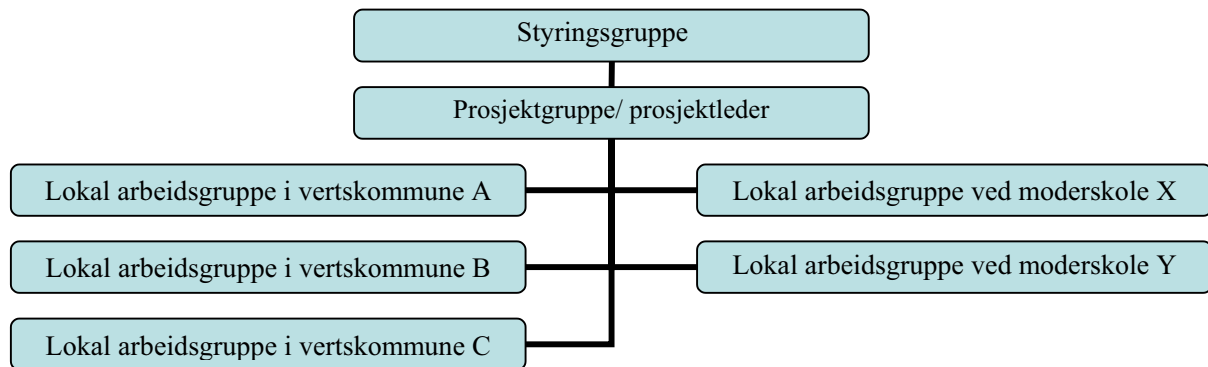 Styringsgruppe
Prosjektgruppe/ prosjektleder
Lokal arbeidsgruppe i vertskommune A
Lokal arbeidsgruppe ved moderskole X
Lokal arbeidsgruppe i vertskommune B
Lokal arbeidsgruppe ved moderskole Y
Lokal arbeidsgruppe i vertskommune C